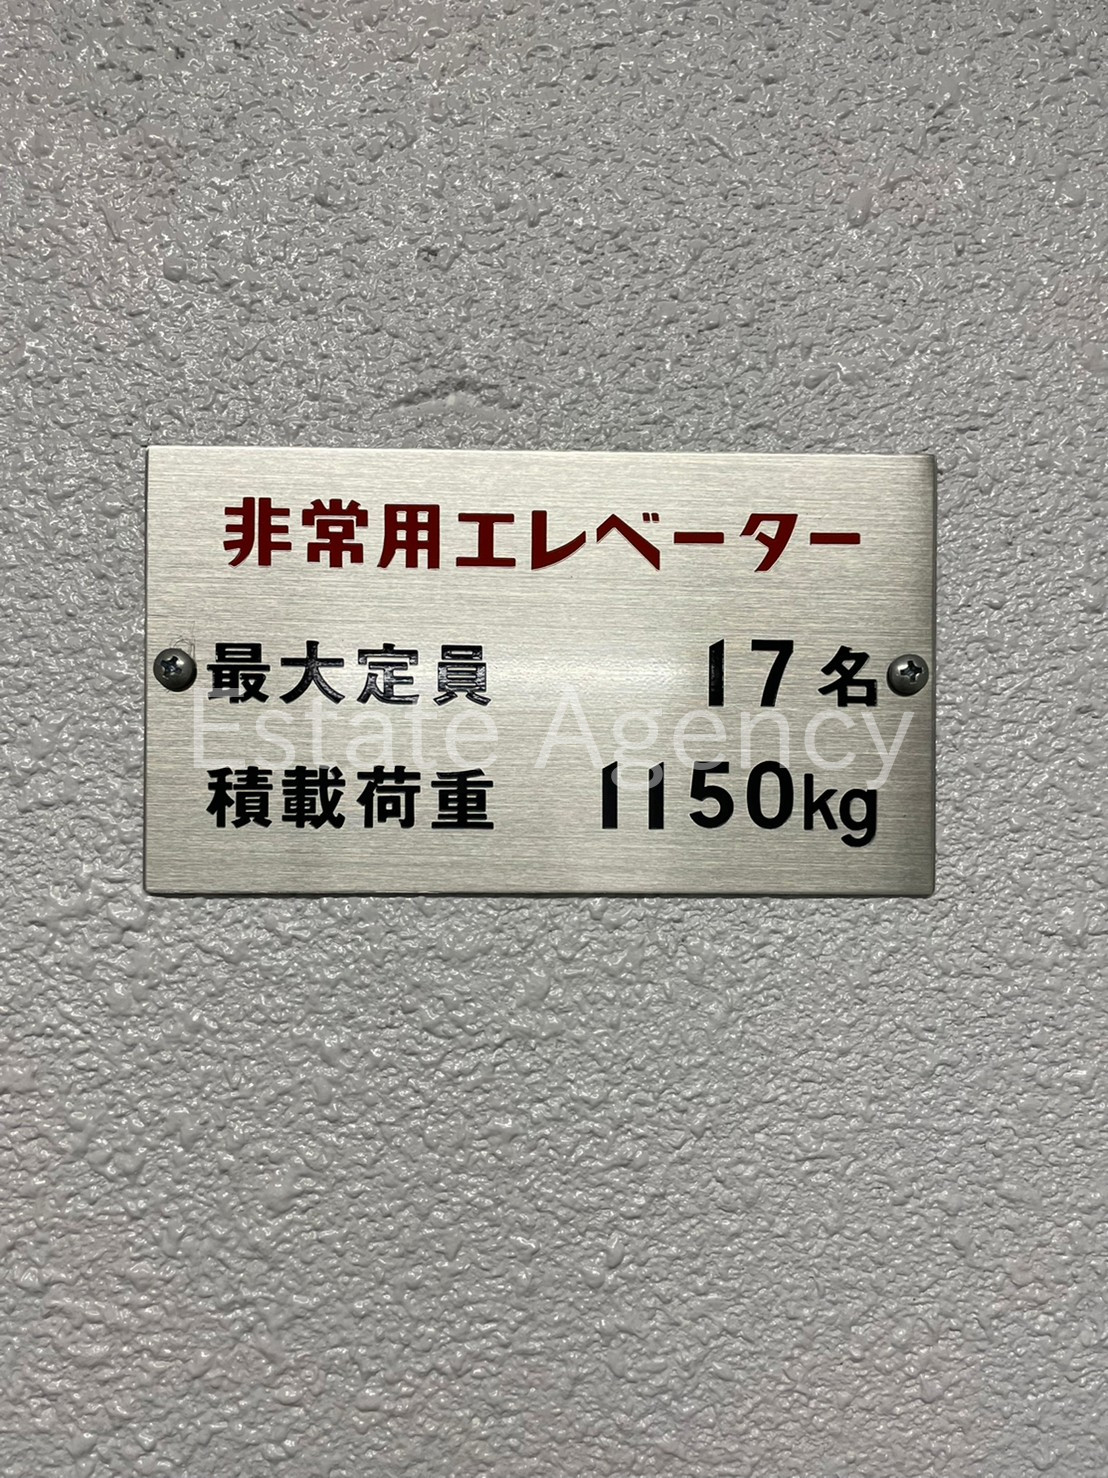 非常用エレベーター
最大定員 17名
Estate Agency
積載荷重 1150kg